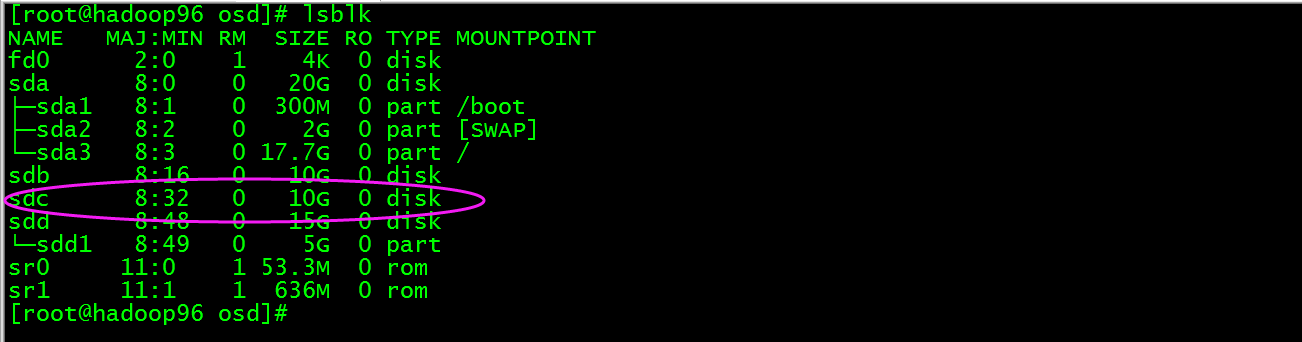 [root@hadoop96 osd]# lsblk
NAME   MAJ:MIN RM  SIZE RO TYPE MOUNTPOINT
fd0      2:0    1    4K  0 disk
sda      8:0    0   20G  0 disk
├─sda1   8:1    0  300M  0 part /boot
├─sda2   8:2    0    2G  0 part [SWAP]
└─sda3   8:3    0 17.7G  0 part /
sdb      8:16   0   10G  0 disk
sdc      8:32   0   10G  0 disk
sdd      8:48   0   15G  0 disk
└─sdd1   8:49   0    5G  0 part
sr0     11:0    1 53.3M  0 rom
sr1     11:1    1  636M  0 rom
[root@hadoop96 osd]#